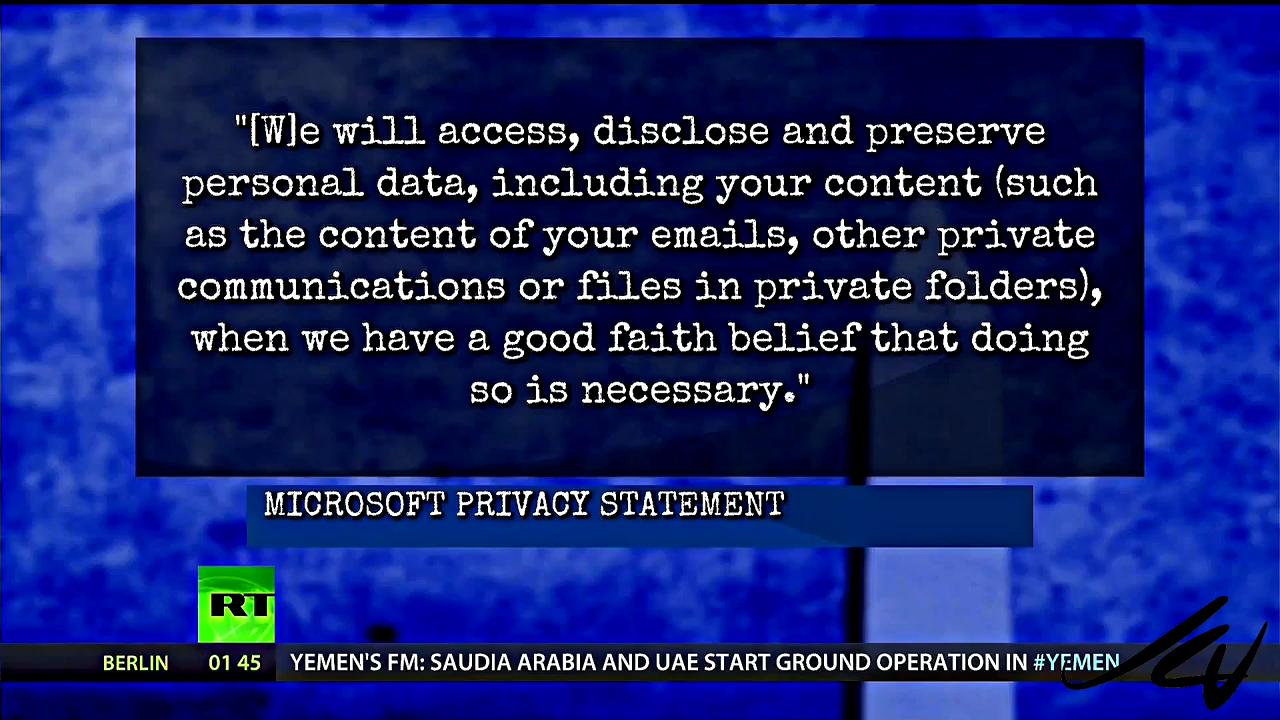 "[W]e will access, disclose and preserve
personal data, including your content (such
as the content of your emails, other private
communications or files in private folders),
when we have a good faith belief that doing
so is necessary."
MICROSOFT PRIVACY STATEMENT
RT
BERLIN 01 45 YEMEN'S FM: SAUDIA ARABIA AND UAE START GROUND OPERATION IN #YEMEN